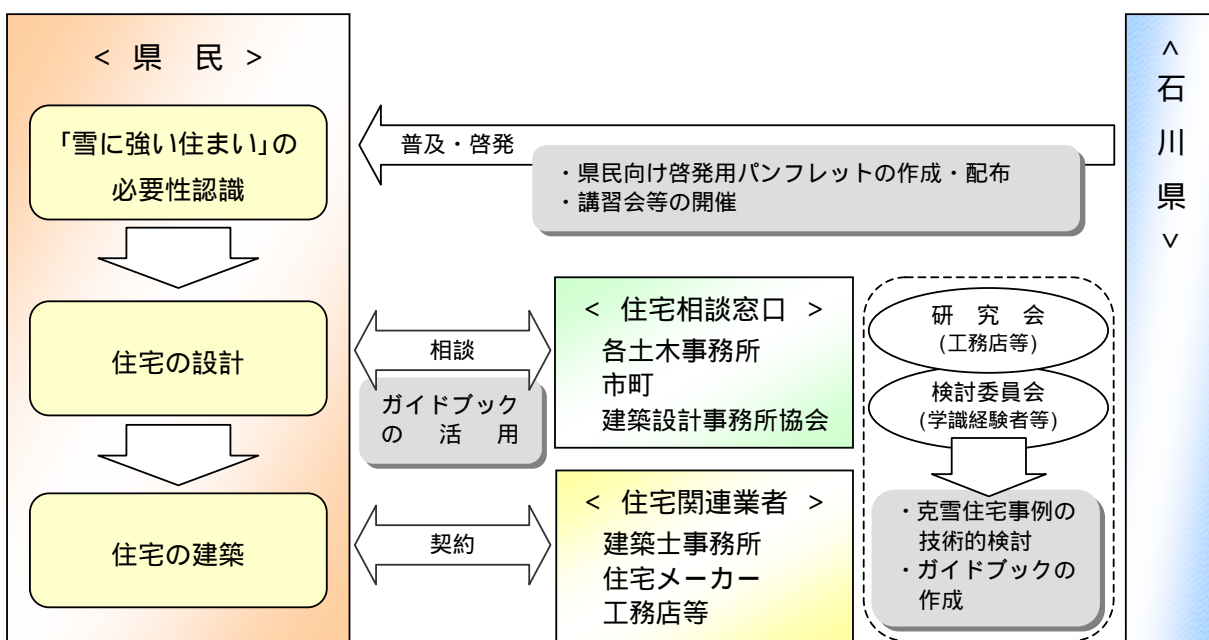 < 県 民 >
「雪に強い住まい」の
必要性認識
住宅の設計
住宅の建築
普及・啓発
・県民向け啓発用パンフレットの作成・配布
・講習会等の開催
相談
ガイドブック
の 活 用
契約
< 住宅相談窓口 >
各土木事務所
市町
建築設計事務所協会
< 住宅関連業者 >
建築士事務所
住宅メーカー
工務店等
研 究 会
(工務店等)
検討委員会
(学識経験者等)
・克雪住宅事例の
技術的検討
・ガイドブックの
作成
<石川県>